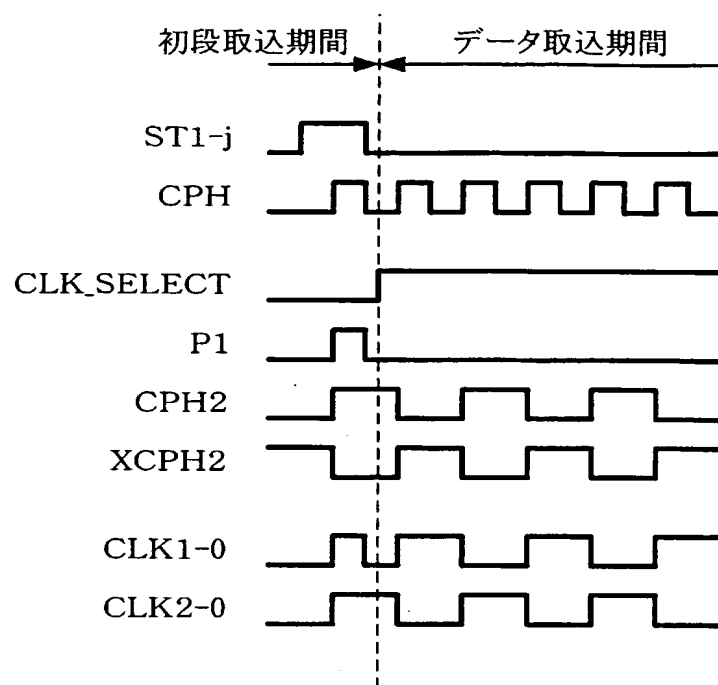 初段取込期間 データ取込期間
ST1-j
CPH
CLK_SELECT
P1
CPH2
XCPH2
CLK1-0
CLK2-0